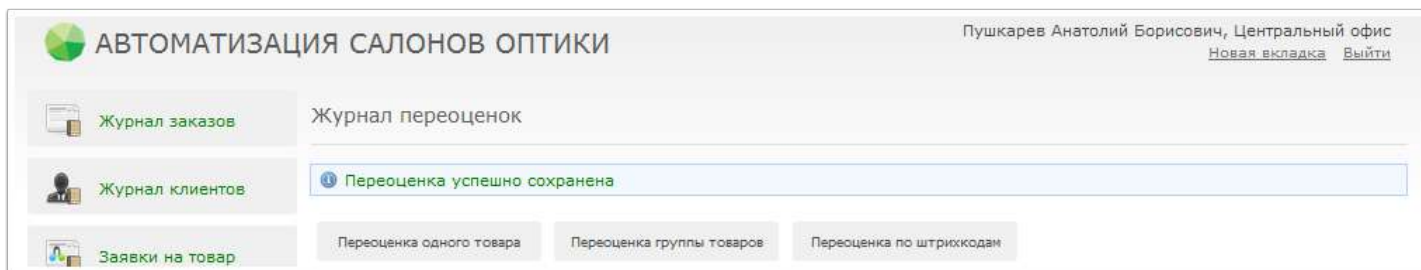 АВТОМАТИЗАЦИЯ САЛОНОВ ОПТИКИ
Пушкарев Анатолий Борисович, Центральный офис
Новая вкладка Выйти
Журнал заказов
Журнал клиентов
Заявки на товар
Журнал переоценок
Переоценка успешно сохранена
Переоценка одного товара
Переоценка группы товаров
Переоценка по штрихкодам